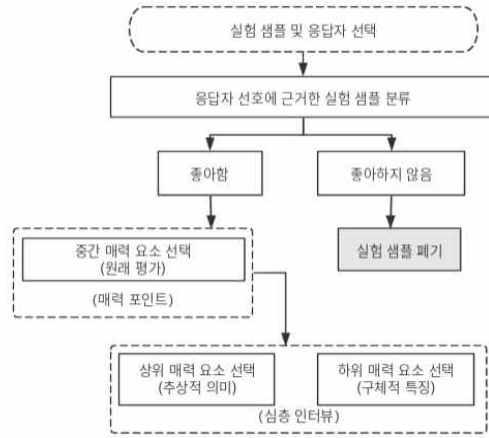 실험 샘플 및 응답자 선택
응답자 선호에 근거한 실험 샘플 분류
좋아함
좋아하지 않음
중간 매력 요소 선택
(원래 평가)
(매력 포인트)
실험 샘플 폐기
상위 매력 요소 선택
(추상적 의미)
하위 매력 요소 선택
(구체적 특징)
(심층 인터뷰)